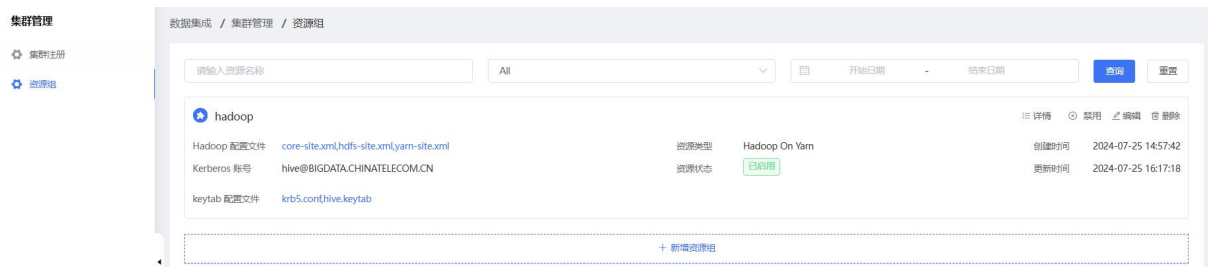 集群管理
数据集成 / 集群管理 / 资源组
集群注册
资源组
请输入资源名称 All 开始日期 - 结束日期 查询 重置
hadoop 详情 禁用 编辑 删除
Hadoop 配置文件 core-site.xml,hdfs-site.xml,yarn-site.xml 资源类型 Hadoop On Yarn 创建时间 2024-07-25 14:57:42
Kerberos 账号 hive@BIGDATA.CHINATELECOM.CN 资源状态 已启用 更新时间 2024-07-25 16:17:18
keytab 配置文件 krb5.conf,hive.keytab
+ 新增资源组